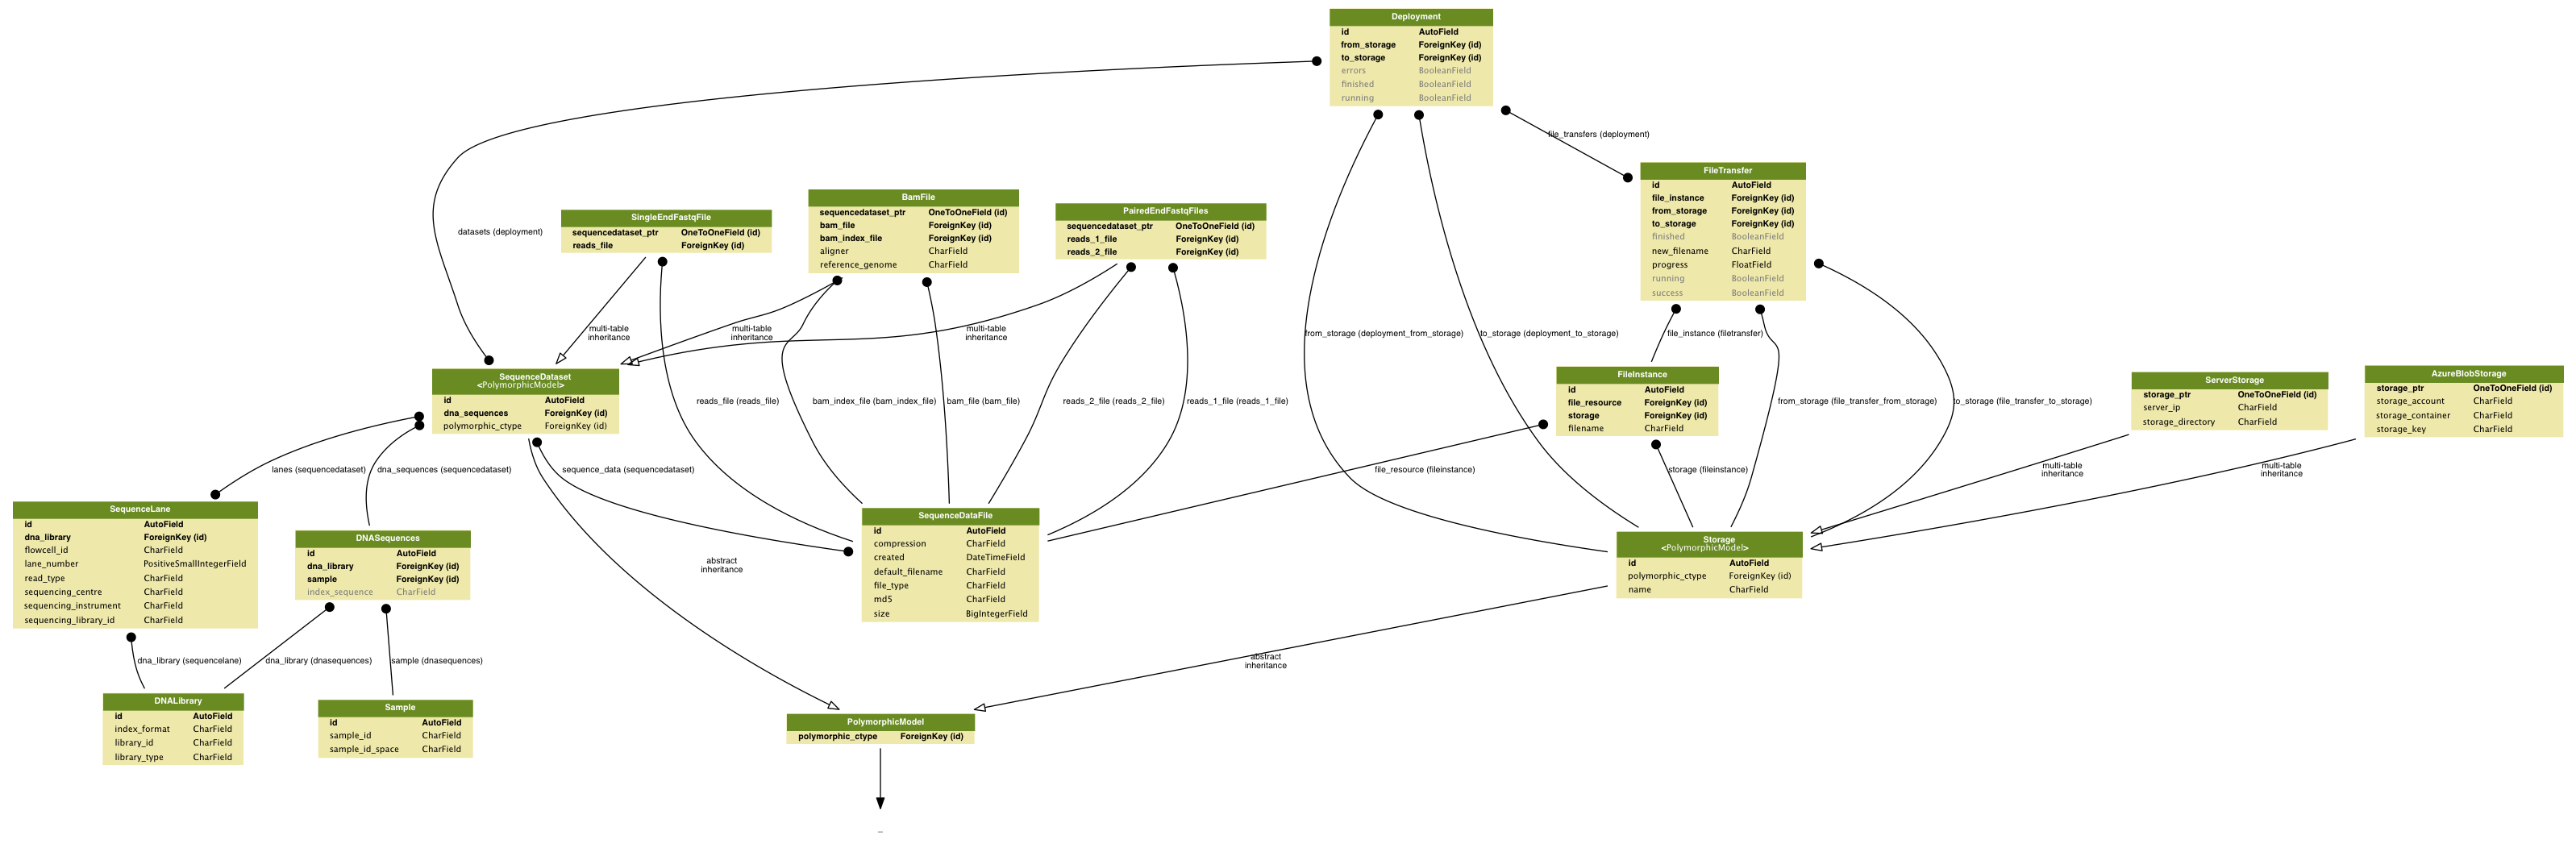 Deployment
id AutoField
from_storage ForeignKey (id)
to_storage ForeignKey (id)
errors BooleanField
finished BooleanField
running BooleanField
file_transfers (deployment)
FileTransfer
id AutoField
file_instance ForeignKey (id)
from_storage ForeignKey (id)
to_storage ForeignKey (id)
finished BooleanField
new_filename CharField
progress FloatField
running BooleanField
success BooleanField
datasets (deployment)
SingleEndFastqFile
sequencedataset_ptr OneToOneField (id)
reads_file ForeignKey (id)
BamFile
sequencedataset_ptr OneToOneField (id)
bam_file ForeignKey (id)
bam_index_file ForeignKey (id)
aligner CharField
reference_genome CharField
PairedEndFastqFiles
sequencedataset_ptr OneToOneField (id)
reads_1_file ForeignKey (id)
reads_2_file ForeignKey (id)
multi-table
inheritance
multi-table
inheritance
multi-table
inheritance
from_storage (deployment_from_storage)
to_storage (deployment_to_storage)
file_instance (filetransfer)
SequenceDataset
<PolymorphicModel>
id AutoField
dna_sequences ForeignKey (id)
polymorphic_ctype ForeignKey (id)
reads_file (reads_file)
bam_index_file (bam_index_file)
bam_file (bam_file)
reads_2_file (reads_2_file)
reads_1_file (reads_1_file)
FileInstance
id AutoField
file_resource ForeignKey (id)
storage ForeignKey (id)
filename CharField
from_storage (file_transfer_from_storage)
to_storage (file_transfer_to_storage)
ServerStorage
storage_ptr OneToOneField (id)
server_ip CharField
storage_directory CharField
AzureBlobStorage
storage_ptr OneToOneField (id)
storage_account CharField
storage_container CharField
storage_key CharField
lanes (sequencedataset)
dna_sequences (sequencedataset)
sequence_data (sequencedataset)
file_resource (fileinstance)
storage (fileinstance)
multi-table
inheritance
multi-table
inheritance
SequenceLane
id AutoField
dna_library ForeignKey (id)
flowcell_id CharField
lane_number PositiveSmallIntegerField
read_type CharField
sequencing_centre CharField
sequencing_instrument CharField
sequencing_library_id CharField
DNASequences
id AutoField
dna_library ForeignKey (id)
sample ForeignKey (id)
index_sequence CharField
abstract
inheritance
SequenceDataFile
id AutoField
compression CharField
created DateTimeField
default_filename CharField
file_type CharField
md5 CharField
size BigIntegerField
Storage
<PolymorphicModel>
id AutoField
polymorphic_ctype ForeignKey (id)
name CharField
dna_library (sequencelane)
dna_library (dnasequences)
sample (dnasequences)
abstract
inheritance
DNALibrary
id AutoField
index_format CharField
library_id CharField
library_type CharField
Sample
id AutoField
sample_id CharField
sample_id_space CharField
PolymorphicModel
polymorphic_ctype ForeignKey (id)